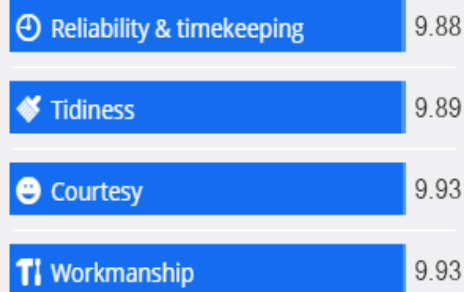 Reliability & timekeeping 9.88
Tidiness 9.89
Courtesy 9.93
Workmanship 9.93